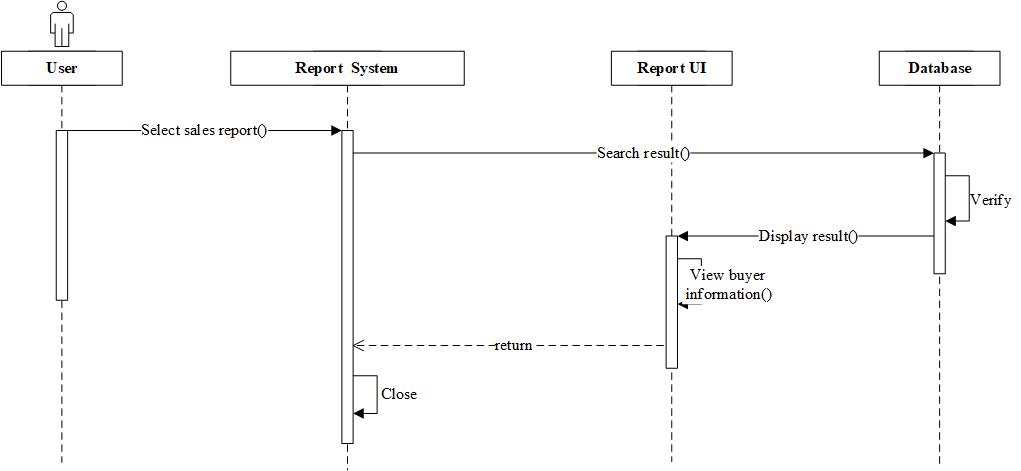 User
Report System
Report UI
Database
Select sales report()
Search result()
Verify
Display result()
View buyer
information()
return
Close